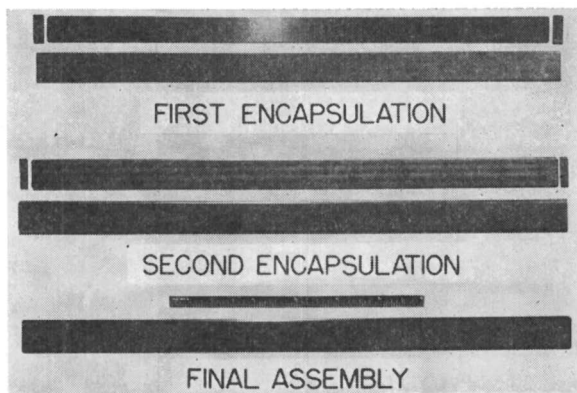 FIRST ENCAPSULATION
SECOND ENCAPSULATION
FINAL ASSEMBLY